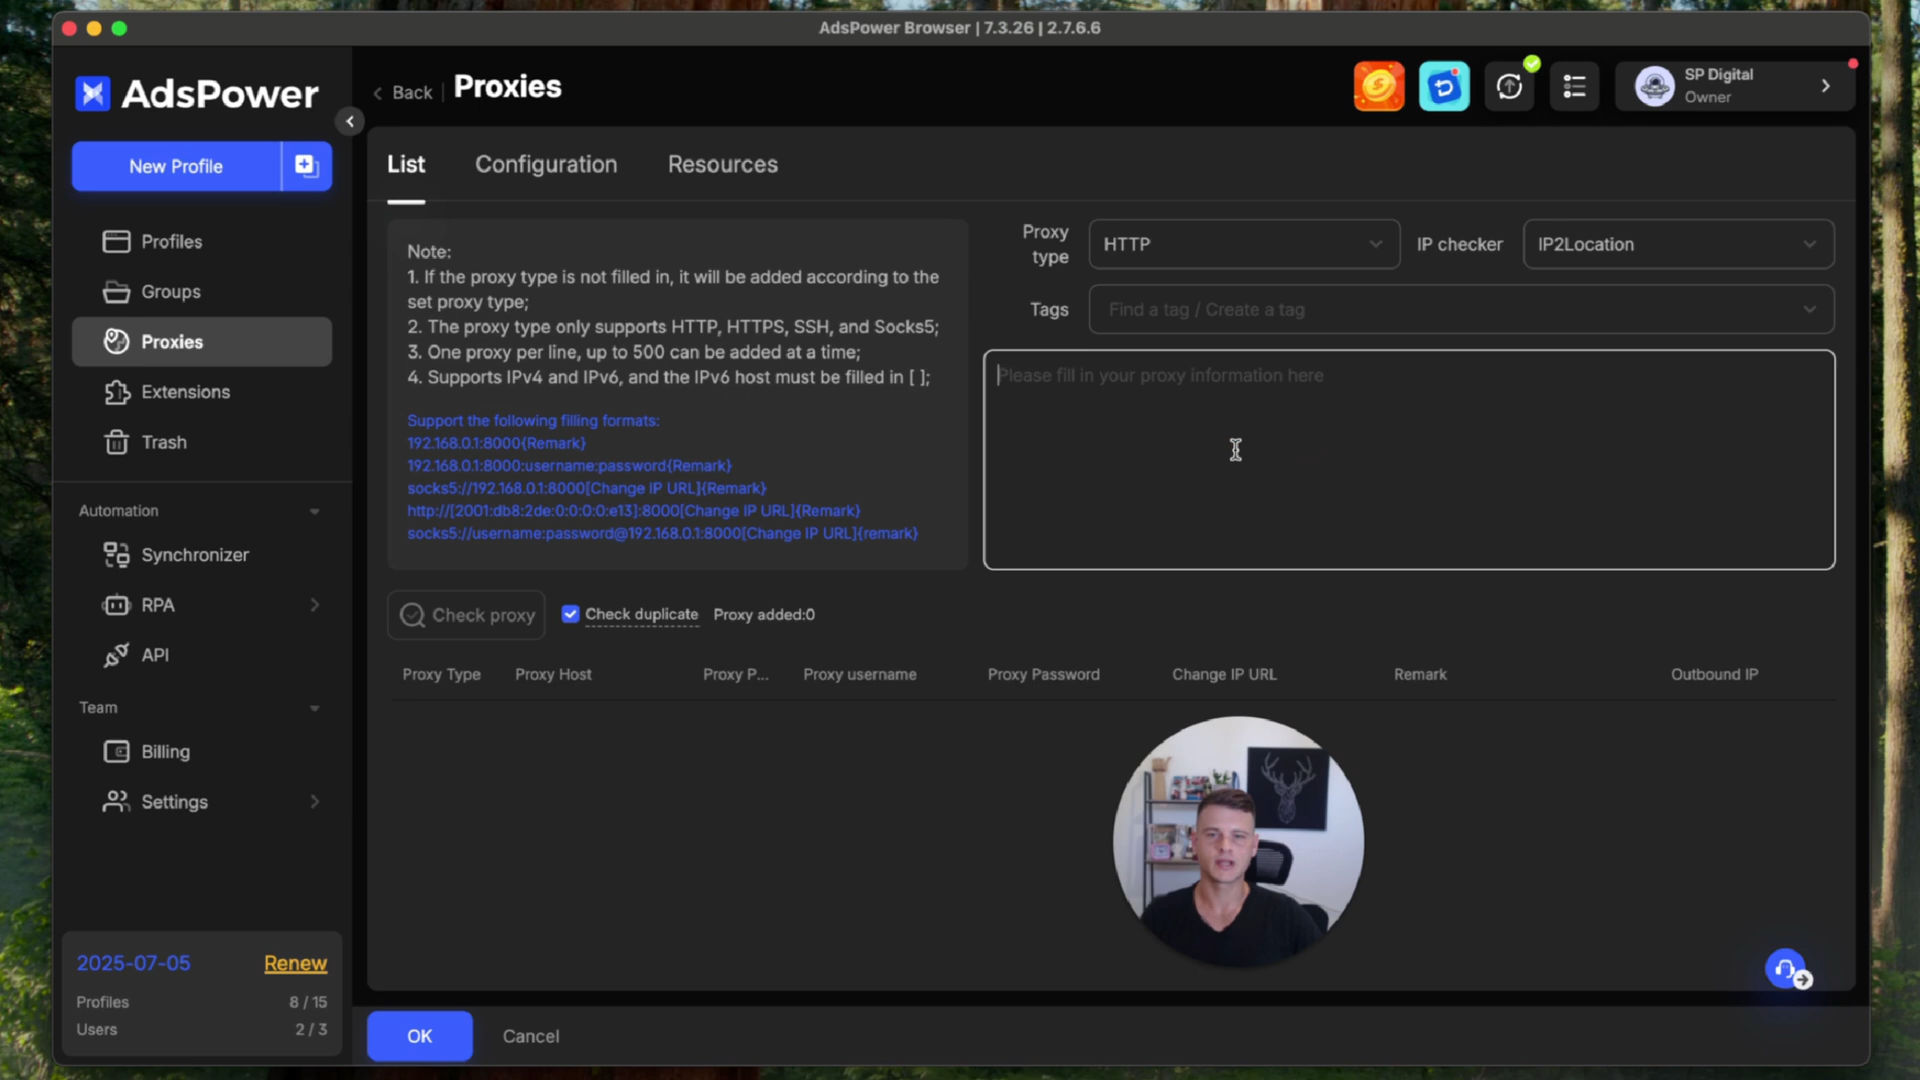 AdsPower Browser | 7.3.26 | 2.7.6.6
AdsPower
Back
Proxies
SP Digital
Owner
New Profile
List
Configuration
Resources
Profiles
Groups
Proxies
Extensions
Trash
Automation
Synchronizer
RPA
API
Team
Billing
Settings
2025-07-05
Renew
Profiles
8 / 15
Users
2 / 3
Note:
1. If the proxy type is not filled in, it will be added according to the
set proxy type;
2. The proxy type only supports HTTP, HTTPS, SSH, and Socks5;
3. One proxy per line, up to 500 can be added at a time;
4. Supports IPv4 and IPv6, and the IPv6 host must be filled in [ ];
Support the following filling formats:
192.168.0.1:8000{Remark}
192.168.0.1:8000:username:password{Remark}
socks5://192.168.0.1:8000[Change IP URL]{Remark}
http://[2001:db8:2de:0:0:0:0:e13]:8000[Change IP URL]{Remark}
socks5://username:password@192.168.0.1:8000[Change IP URL]{remark}
Proxy
type
HTTP
IP checker
IP2Location
Tags
Find a tag / Create a tag
Please fill in your proxy information here
Check proxy
Check duplicate
Proxy added:0
Proxy Type
Proxy Host
Proxy P...
Proxy username
Proxy Password
Change IP URL
Remark
Outbound IP
OK
Cancel